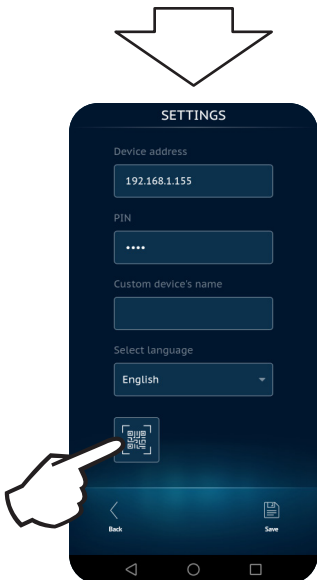 SETTINGS
Device address
192.168.1.155
PIN
••••
Custom device's name
Select language
English
Back
Save